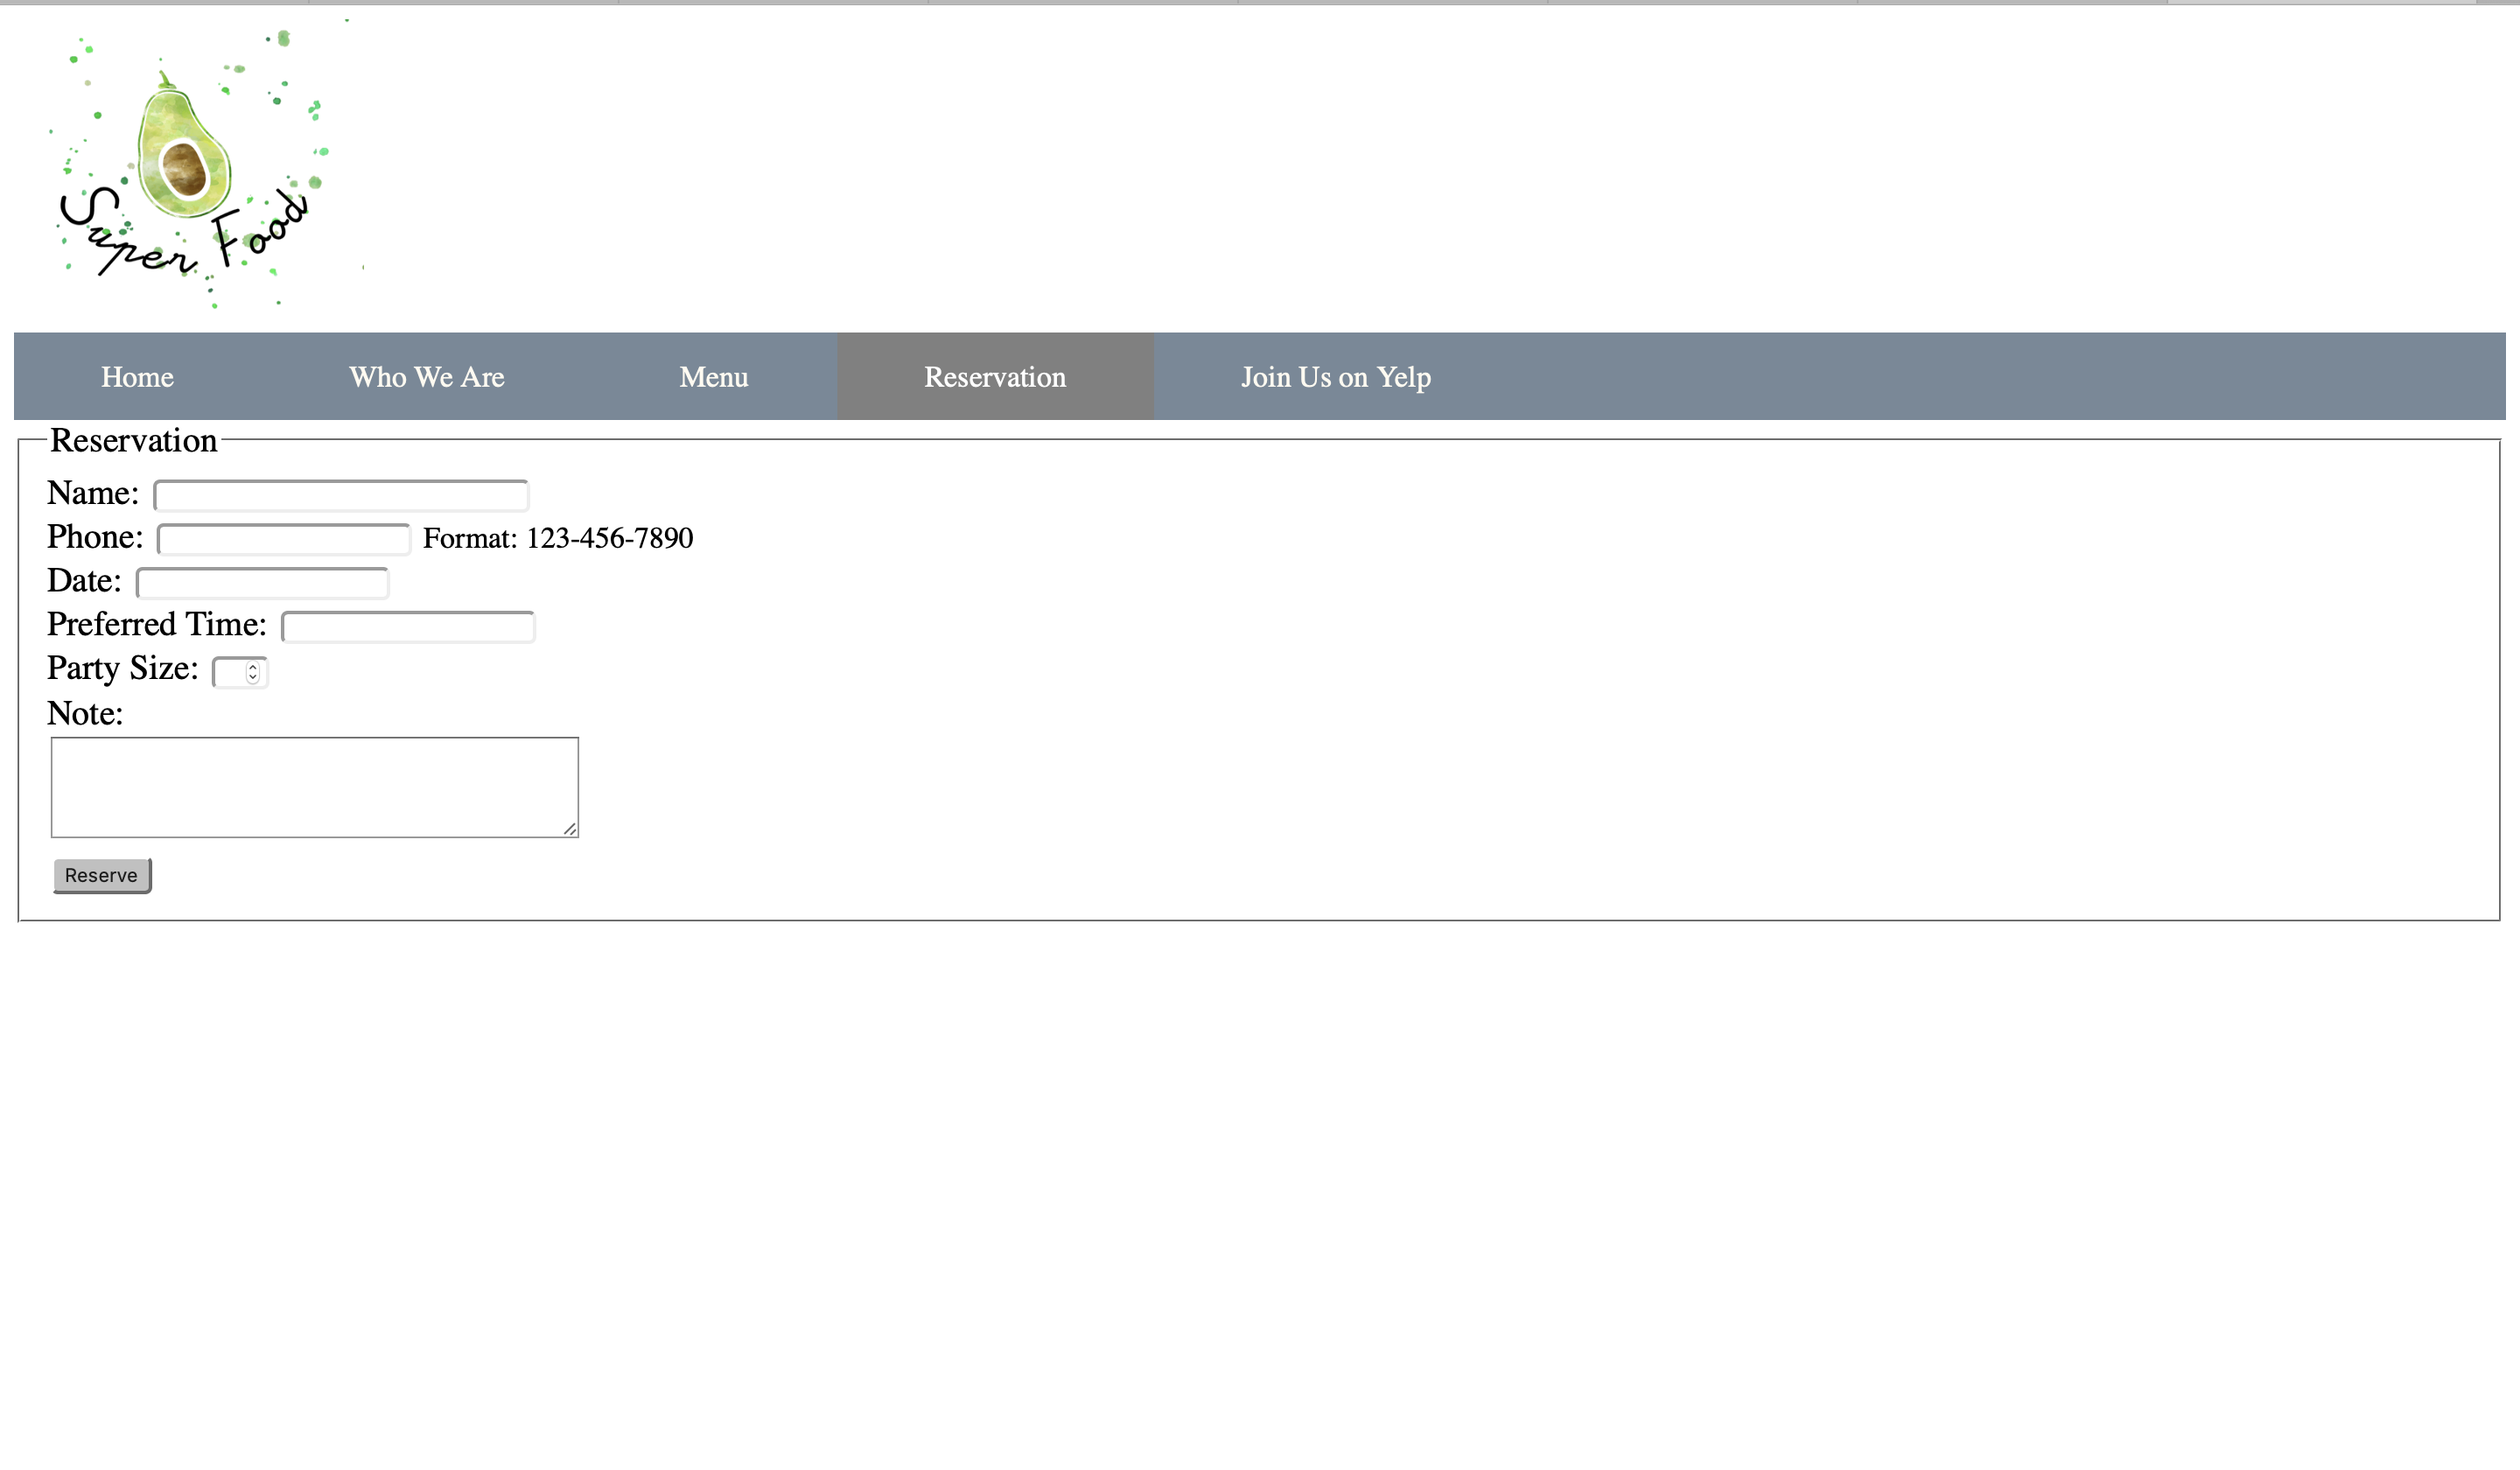 Super Food
Home Who We Are Menu Reservation Join Us on Yelp
Reservation
Name:
Phone: Format: 123-456-7890
Date:
Preferred Time:
Party Size:
Note:
Reserve